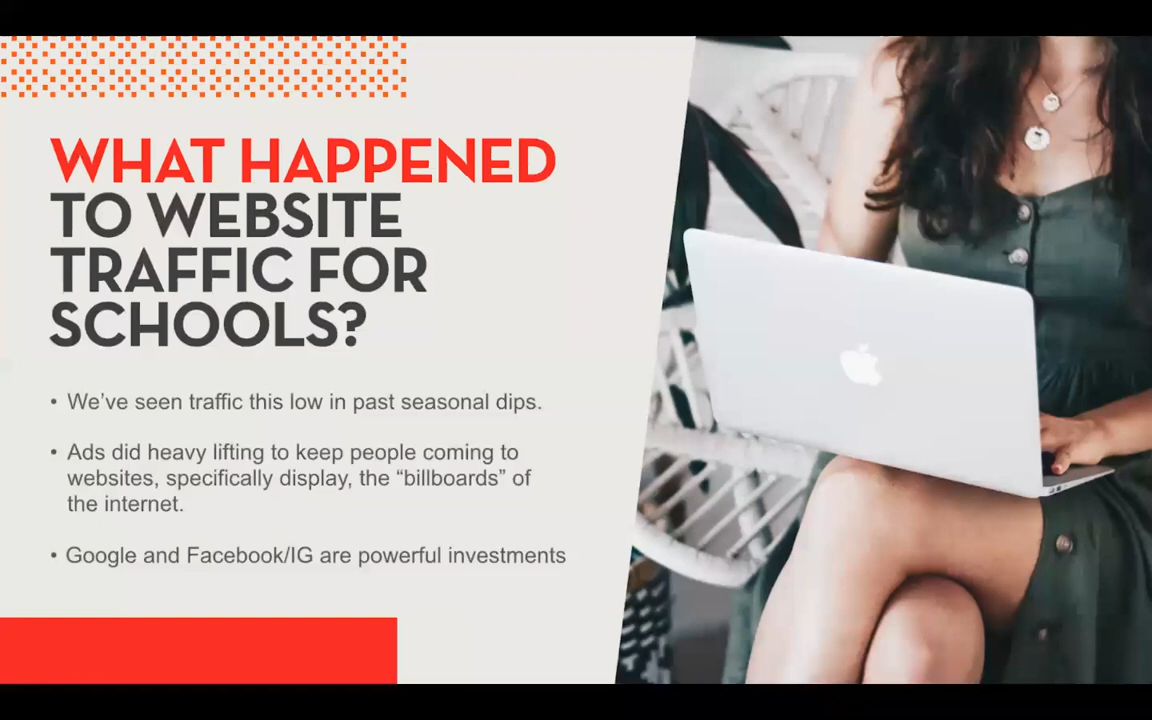 WHAT HAPPENED
TO WEBSITE
TRAFFIC FOR
SCHOOLS?
• We’ve seen traffic this low in past seasonal dips.
• Ads did heavy lifting to keep people coming to
websites, specifically display, the “billboards” of
the internet.
• Google and Facebook/IG are powerful investments